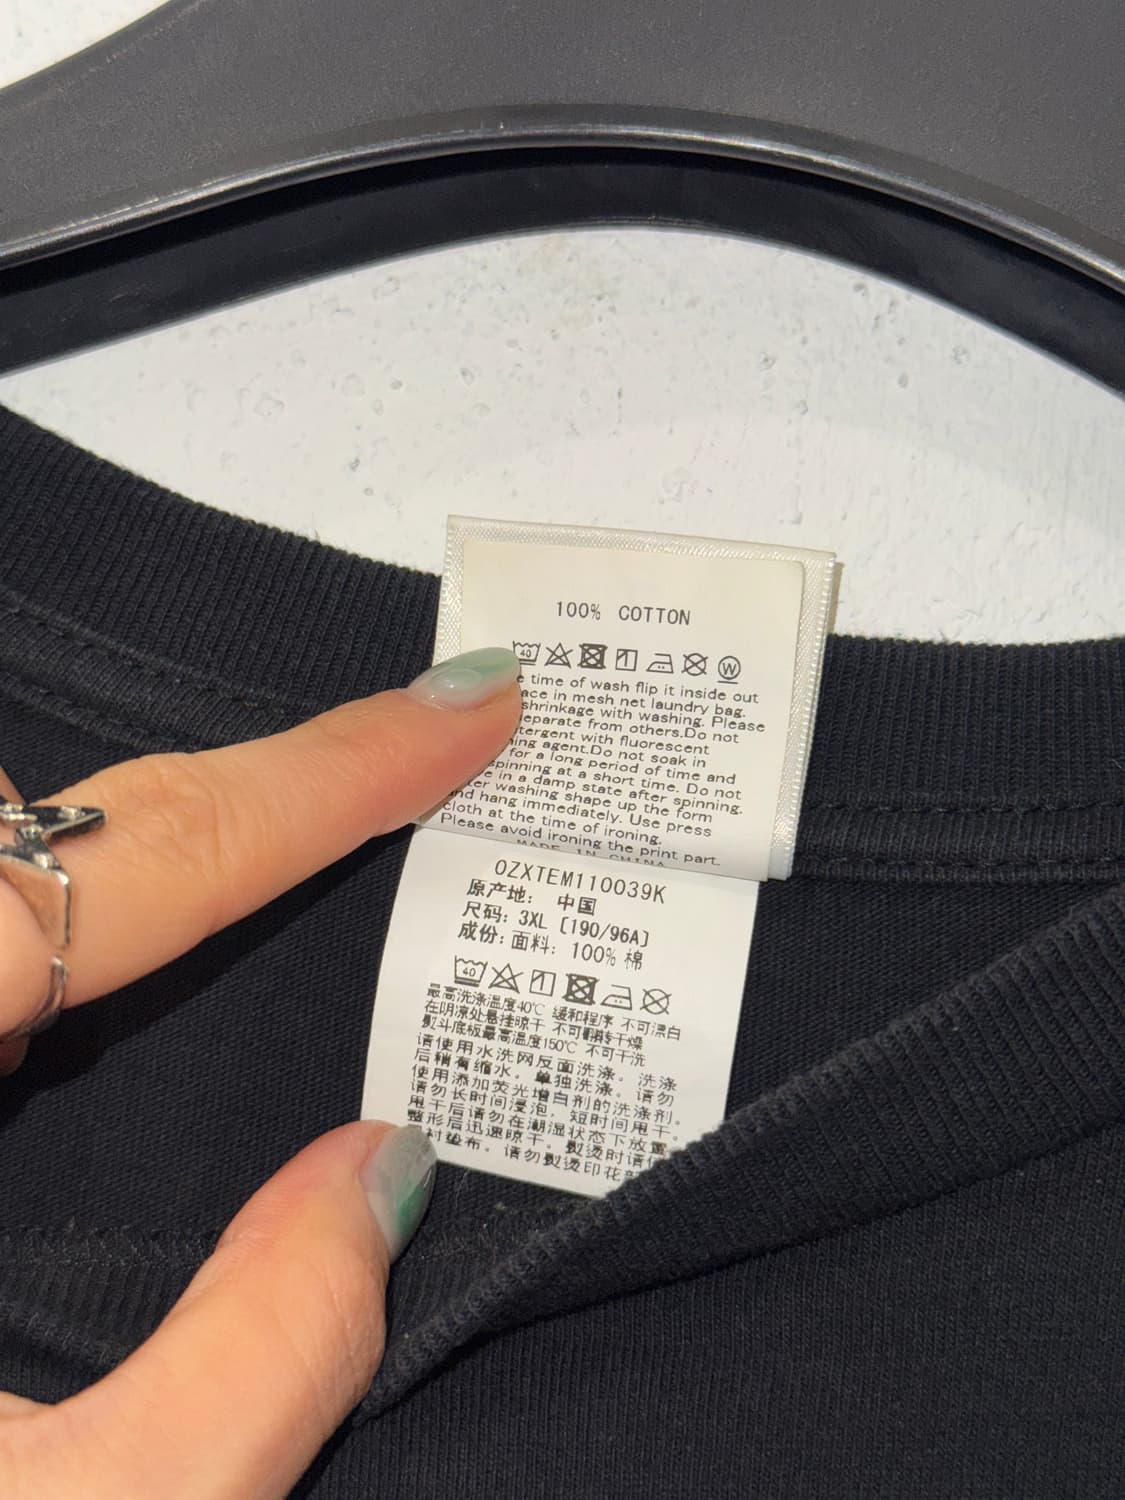 100% COTTON
40 W
time of wash flip it inside out
in mesh net laundry bag.
shrinkage with washing. Please
separate from others.Do not
detergent with fluorescent
agent.Do not soak in
for a long period of time and
spinning at a short time. Do not
in a damp state after spinning.
washing shape up the form
and hang immediately. Use press
cloth at the time of ironing.
Please avoid ironing the print part.
MADE IN CHINA
OZXTEM110039K
原产地: 中国
尺码: 3XL [190/96A]
成份: 面料: 100% 棉
40
最高洗涤温度40℃ 缓和程序 不可漂白
在阴凉处悬挂晾干 不可翻转干燥
熨斗底板最高温度150℃ 不可干洗
请使用水洗网反面洗涤。洗涤
后稍有缩水。单独洗涤。请勿
使用添加荧光增白剂的洗涤剂。
请勿长时间浸泡，短时间甩干。
甩干后请勿在潮湿状态下放置。
整形后迅速晾干。熨烫时请
衬垫布。请勿熨烫印花